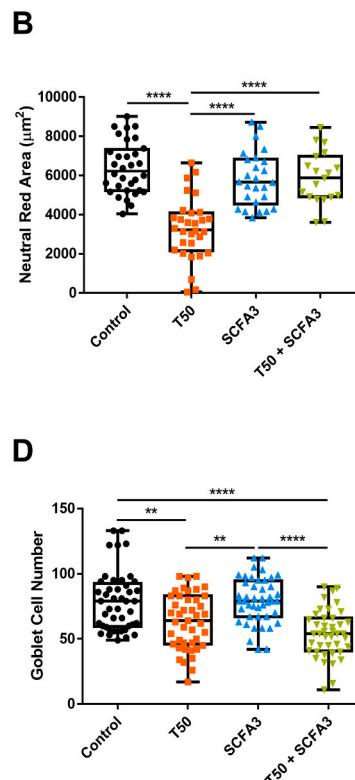 B
****
****
****
10000
8000
6000
4000
2000
0
Neutral Red Area (μm²)
Control
T50
SCFA3
T50 + SCFA3
D
****
**
**
****
150
100
50
0
Goblet Cell Number
Control
T50
SCFA3
T50 + SCFA3